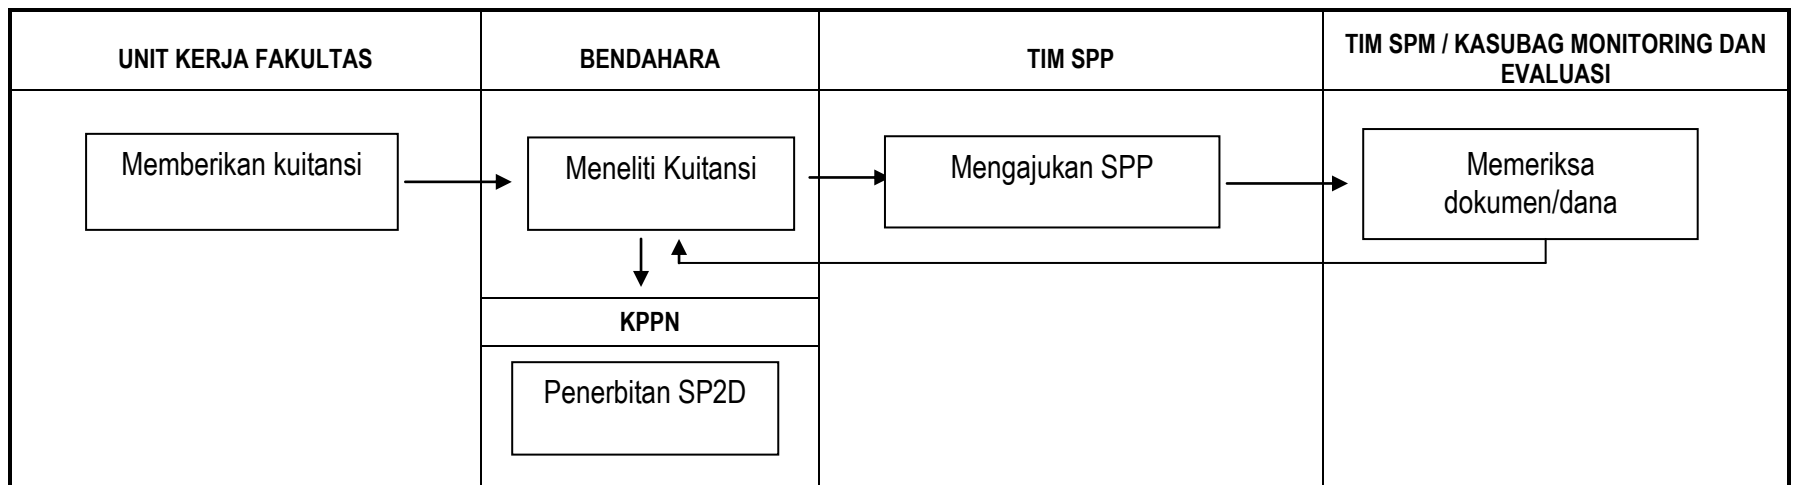 UNIT KERJA FAKULTAS
BENDAHARA
TIM SPP
TIM SPM / KASUBAG MONITORING DAN
EVALUASI
Memberikan kuitansi
Meneliti Kuitansi
Mengajukan SPP
Memeriksa
dokumen/dana
KPPN
Penerbitan SP2D